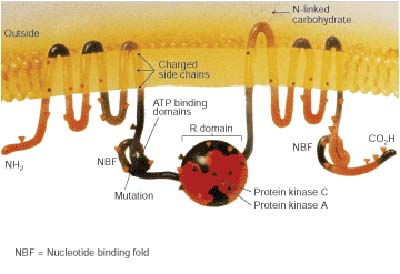 N-linked
carbohydrate
Outside
Charged
side chains
ATP binding
domains
R domain
NH2
NBF
Mutation
NBF
CO2H
Protein kinase C
Protein kinase A
NBF = Nucleotide binding fold